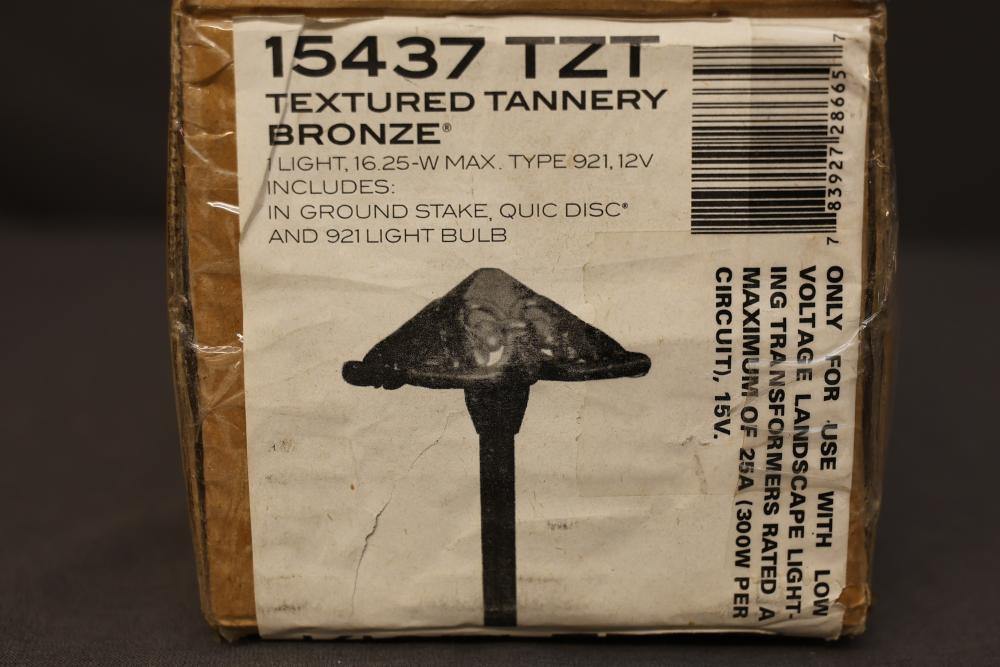 15437 TZT
TEXTURED TANNERY
BRONZE®
1 LIGHT, 16.25-W MAX. TYPE 921, 12V
INCLUDES:
IN GROUND STAKE, QUIC DISC®
AND 921 LIGHT BULB
7 83927 28665 7
ONLY FOR USE WITH LOW
VOLTAGE LANDSCAPE LIGHT-
ING TRANSFORMERS RATED A
MAXIMUM OF 25A (300W PER
CIRCUIT), 15V.